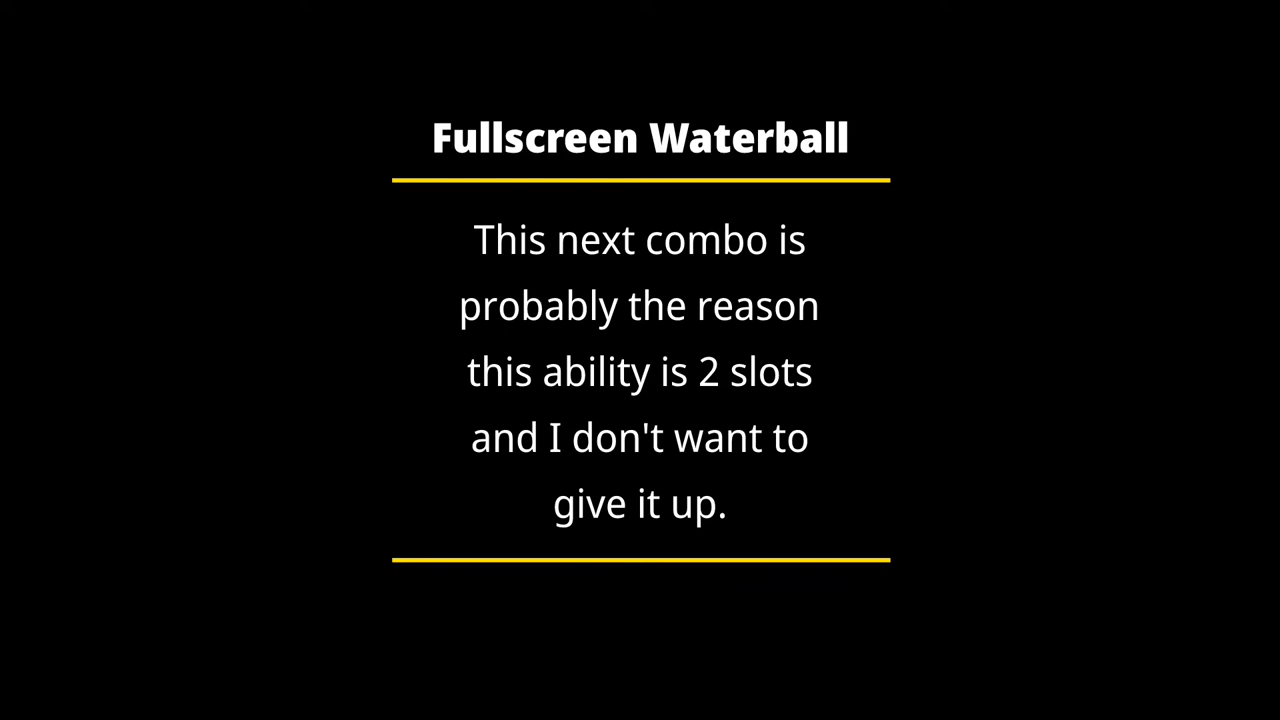 Fullscreen Waterball
This next combo is
probably the reason
this ability is 2 slots
and I don't want to
give it up.